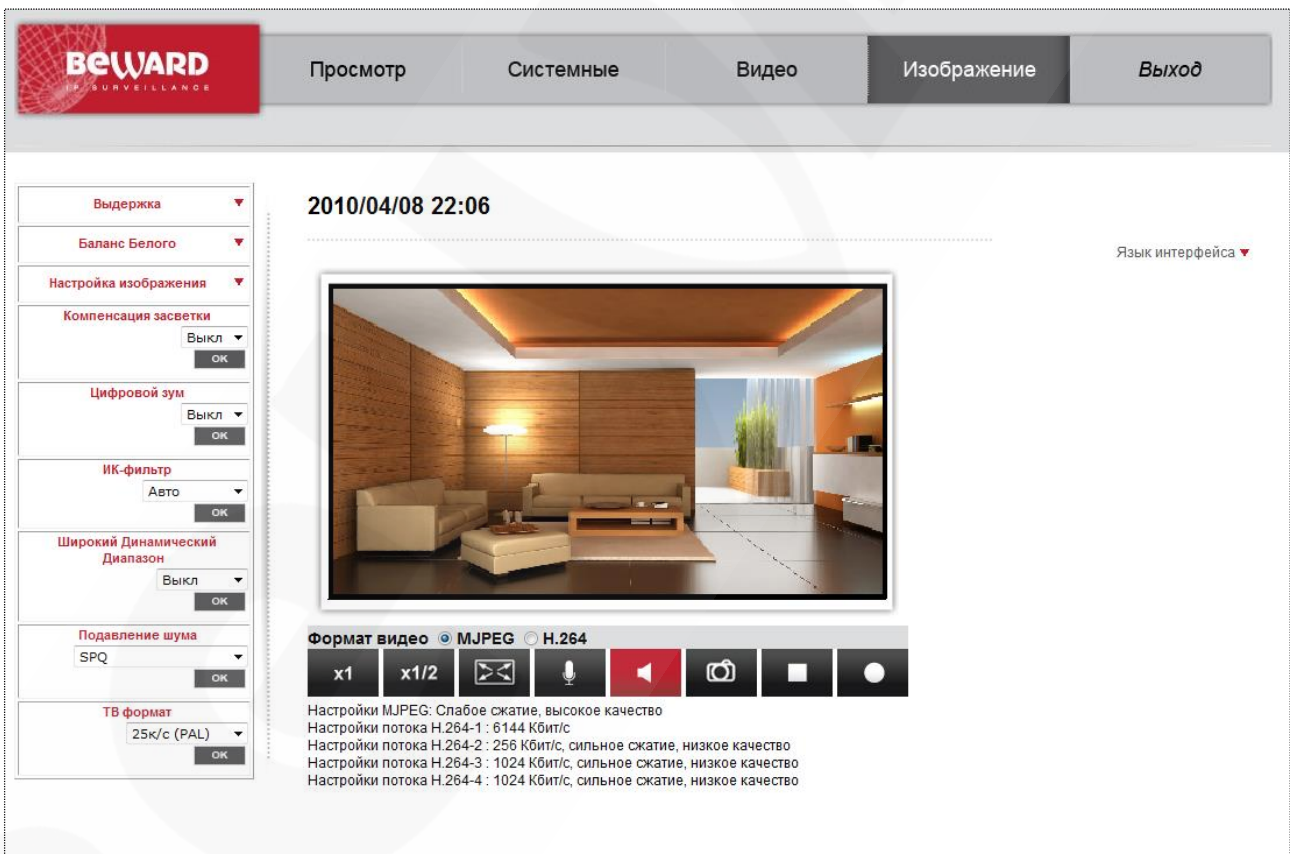 BEWARD
IP SURVEILLANCE
Просмотр
Системные
Видео
Изображение
Выход
Выдержка
Баланс Белого
Настройка изображения
Компенсация засветки
Выкл
OK
Цифровой зум
Выкл
OK
ИК-фильтр
Авто
OK
Широкий Динамический
Диапазон
Выкл
OK
Подавление шума
SPQ
OK
ТВ формат
25к/с (PAL)
OK
2010/04/08 22:06
Язык интерфейса
Формат видео MJPEG H.264
x1 x1/2
Настройки MJPEG: Слабое сжатие, высокое качество
Настройки потока H.264-1 : 6144 Кбит/с
Настройки потока H.264-2 : 256 Кбит/с, сильное сжатие, низкое качество
Настройки потока H.264-3 : 1024 Кбит/с, сильное сжатие, низкое качество
Настройки потока H.264-4 : 1024 Кбит/с, сильное сжатие, низкое качество